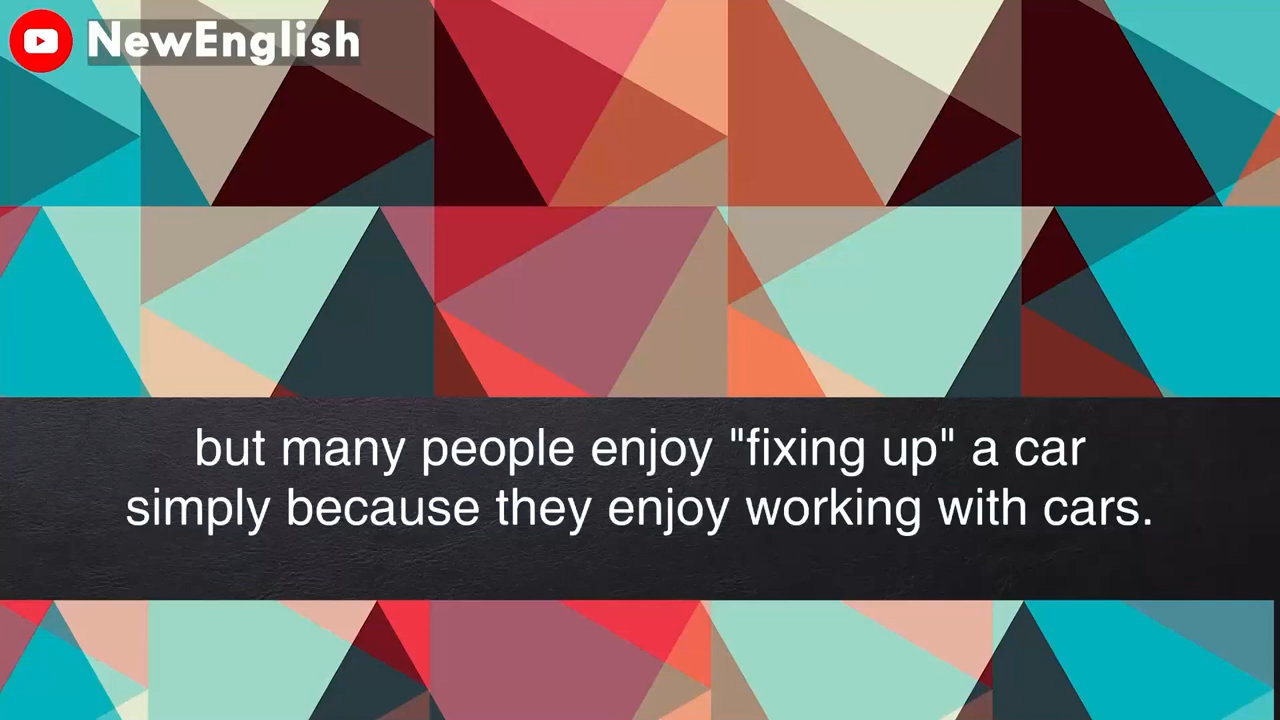 NewEnglish
but many people enjoy "fixing up" a car
simply because they enjoy working with cars.